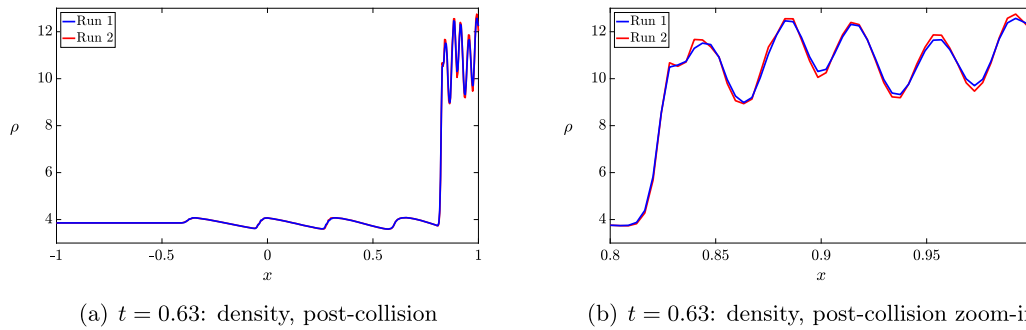 12
10
8
6
4
ρ
-1
-0.5
0
0.5
1
x
Run 1
Run 2
(a) t = 0.63: density, post-collision
12
10
8
6
4
ρ
0.8
0.85
0.9
0.95
x
Run 1
Run 2
(b) t = 0.63: density, post-collision zoom-i